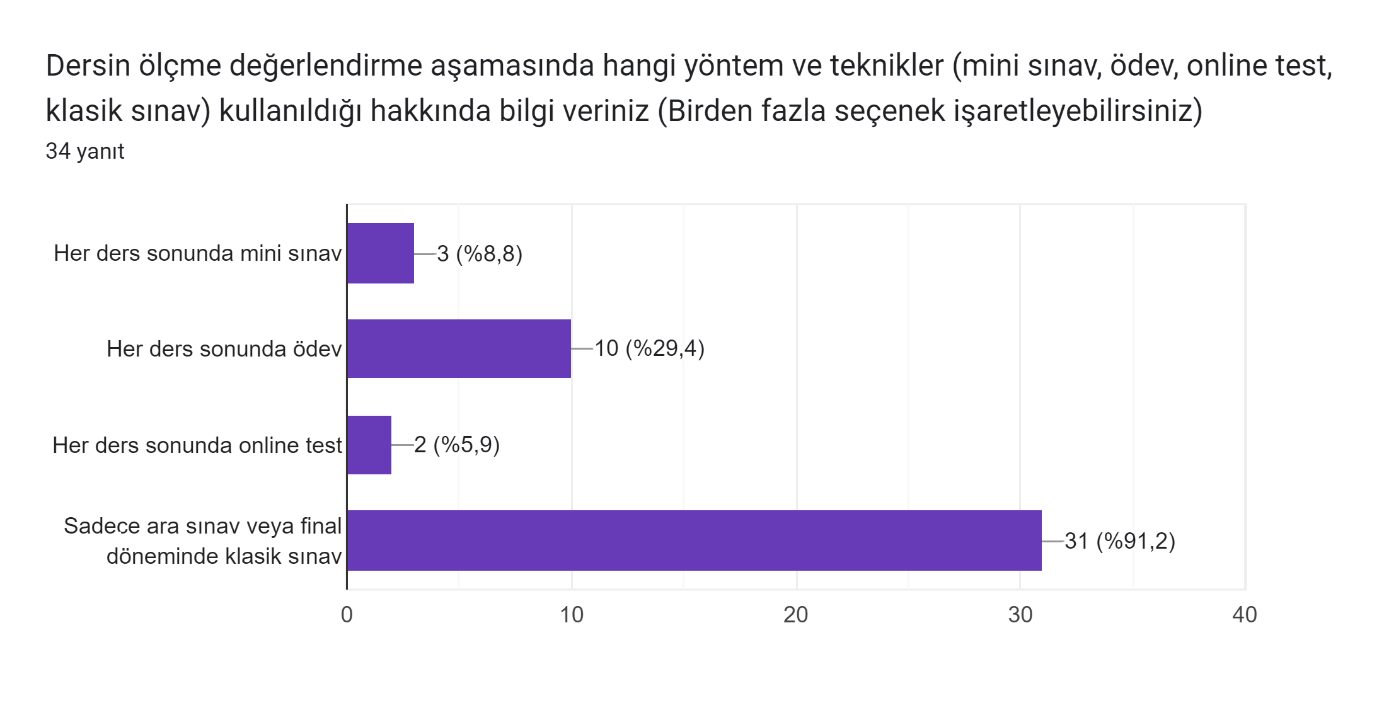 Dersin ölçme değerlendirme aşamasında hangi yöntem ve teknikler (mini sınav, ödev, online test,
klasik sınav) kullanıldığı hakkında bilgi veriniz (Birden fazla seçenek işaretleyebilirsiniz)
34 yanıt
Her ders sonunda mini sınav
3 (%8,8)
Her ders sonunda ödev
10 (%29,4)
Her ders sonunda online test
2 (%5,9)
Sadece ara sınav veya final
döneminde klasik sınav
31 (%91,2)
0 10 20 30 40